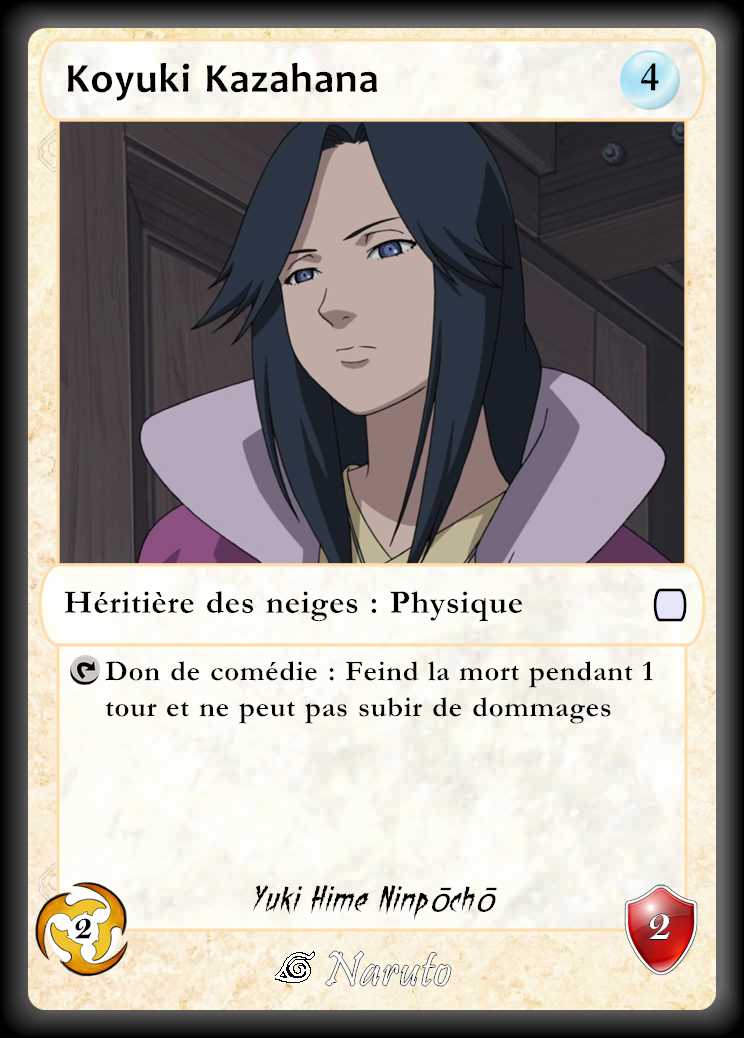 Koyuki Kazahana
4
Héritière des neiges : Physique
Don de comédie : Feind la mort pendant 1
tour et ne peut pas subir de dommages
Yuki Hime Ninpōchō
2
2
Naruto